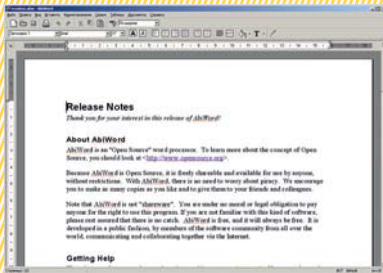 Release Notes
Thank you for your interest in this release of AbiWord!
About AbiWord
AbiWord is an "Open Source" word processor. To learn more about the concept of Open
Source, you should look at <http://www.opensource.org>.
Because AbiWord is Open Source, it is freely shareable and available for use by anyone,
without restrictions. With AbiWord, there is no need to worry about piracy. We encourage
you to make as many copies as you like and to give them to your friends and colleagues.
Note that AbiWord is not "shareware". You are under no moral or legal obligation to pay
anyone for the right to use this program. If you are not familiar with this kind of software,
please rest assured that there is no catch. AbiWord is free, and it will always be free. It is
developed in a public fashion, by members of the software community from all over the
world, communicating and collaborating together via the Internet.
Getting Help